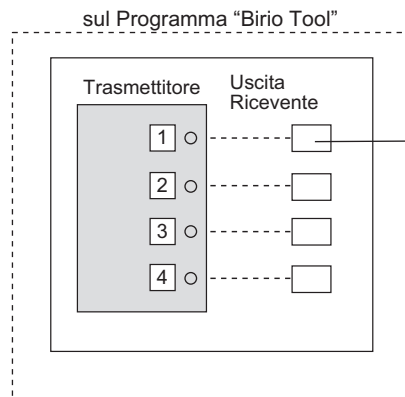 sul Programma “Birio Tool”
Trasmettitore
Uscita
Ricevente
1
2
3
4